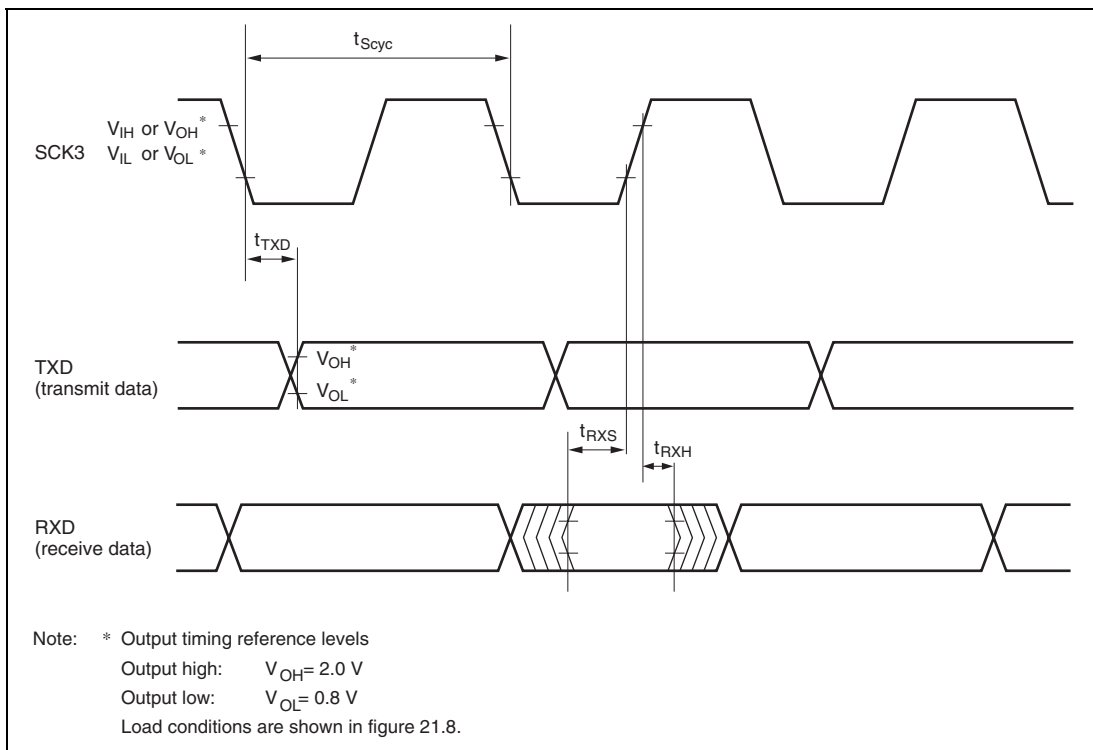 tScyc
VIH or VOH*
SCK3
VIL or VOL *
tTXD
TXD
(transmit data)
VOH*
VOL*
tRXS
tRXH
RXD
(receive data)
Note: * Output timing reference levels
Output high: VOH= 2.0 V
Output low: VOL= 0.8 V
Load conditions are shown in figure 21.8.